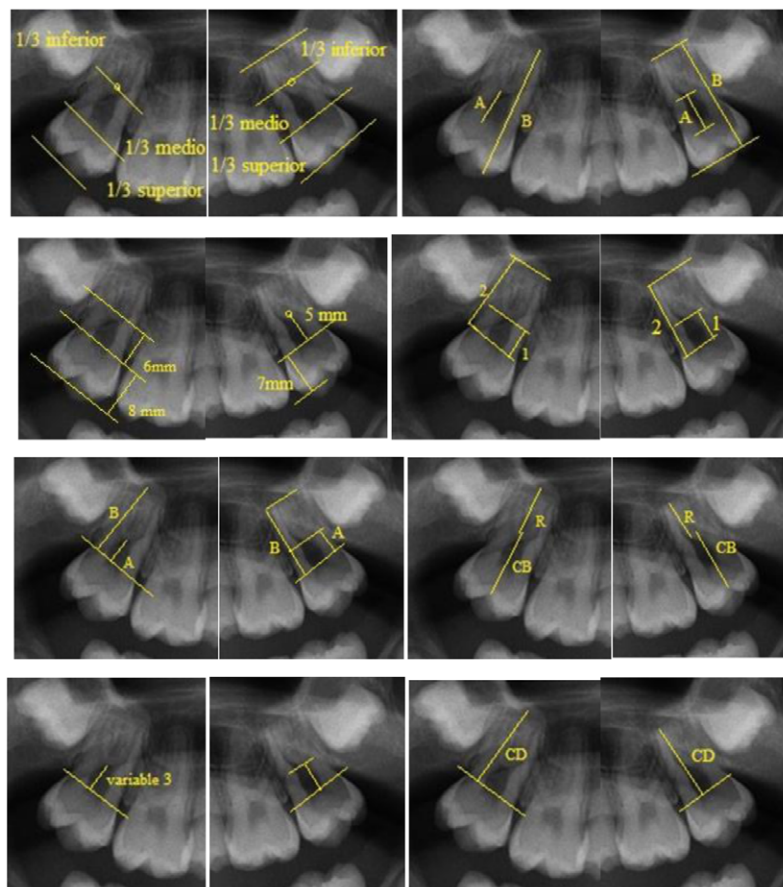 1/3 inferior
1/3 inferior
1/3 medio
1/3 medio
1/3 superior
1/3 superior
A
B
B
A
6mm
8 mm
5 mm
7mm
2
1
1
2
B
A
A
B
R
CB
R
CB
variable 3
CD
CD